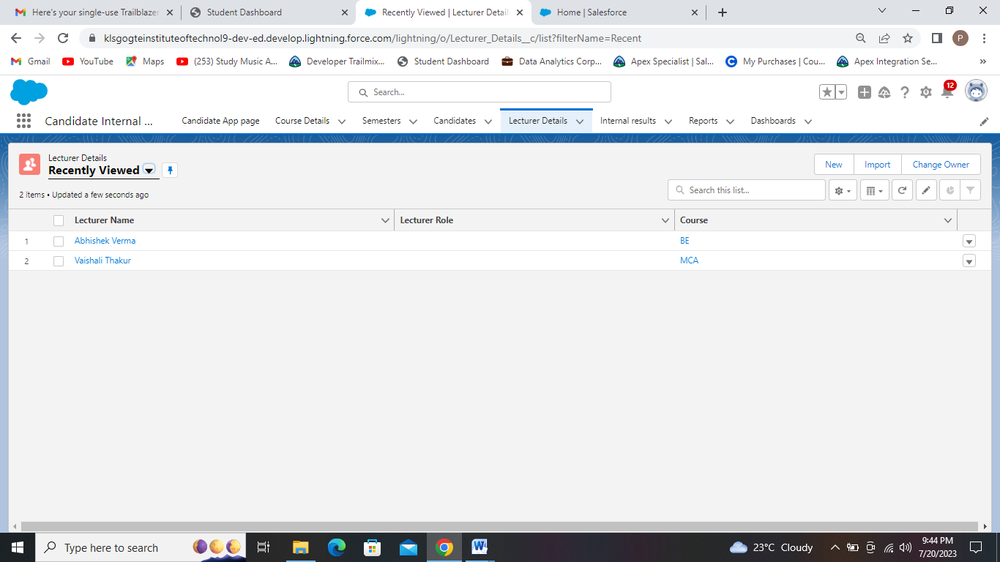 Here's your single-use Trailblazer
Student Dashboard
Recently Viewed | Lecturer Detail
Home | Salesforce
klsgogteinstituteoftechnol9-dev-ed.develop.lightning.force.com/lightning/o/Lecturer_Details__c/list?filterName=Recent
P
Gmail YouTube Maps (253) Study Music A... Developer Trailmix... Student Dashboard Data Analytics Corp... Apex Specialist | Sal... My Purchases | Cou... Apex Integration Se... »
Search...
12
Candidate Internal ... Candidate App page Course Details Semesters Candidates Lecturer Details Internal results Reports Dashboards
Lecturer Details
Recently Viewed
New Import Change Owner
2 items • Updated a few seconds ago
Search this list...
Lecturer Name Lecturer Role Course
1 Abhishek Verma BE
2 Vaishali Thakur MCA
Type here to search
23°C Cloudy
9:44 PM
7/20/2023